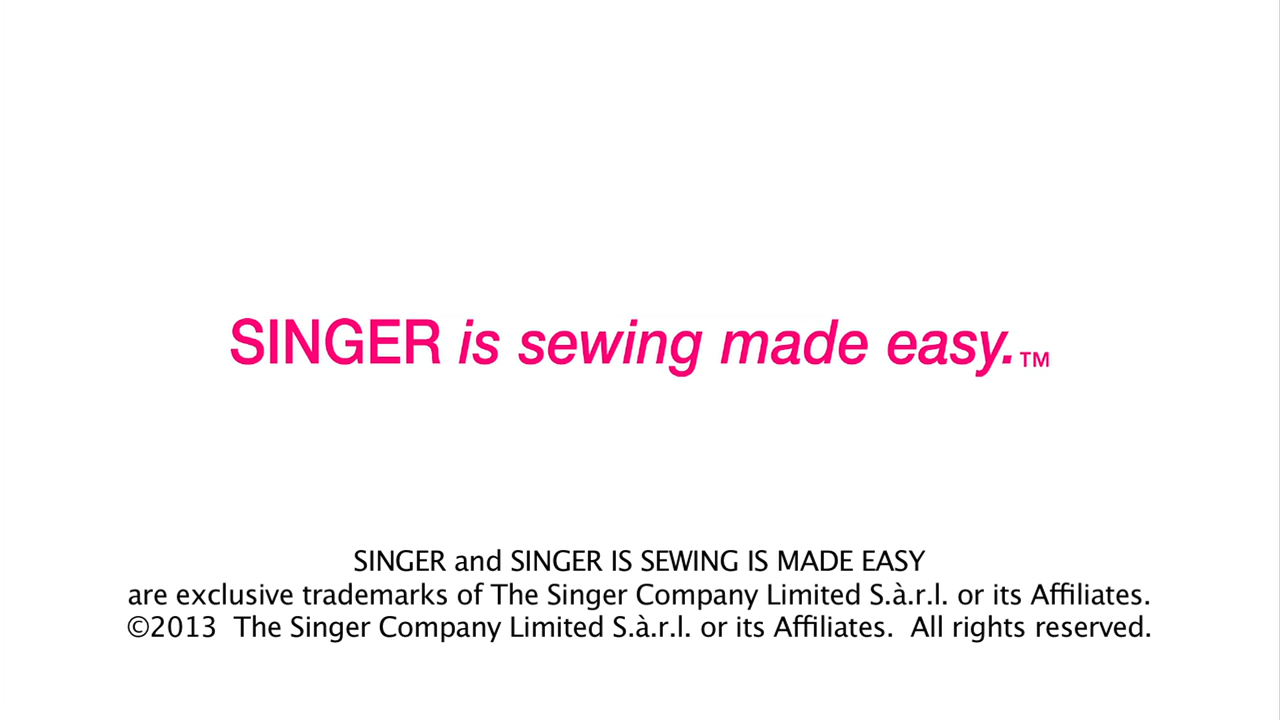 SINGER is sewing made easy.™
SINGER and SINGER IS SEWING IS MADE EASY
are exclusive trademarks of The Singer Company Limited S.à.r.l. or its Affiliates.
©2013  The Singer Company Limited S.à.r.l. or its Affiliates.  All rights reserved.